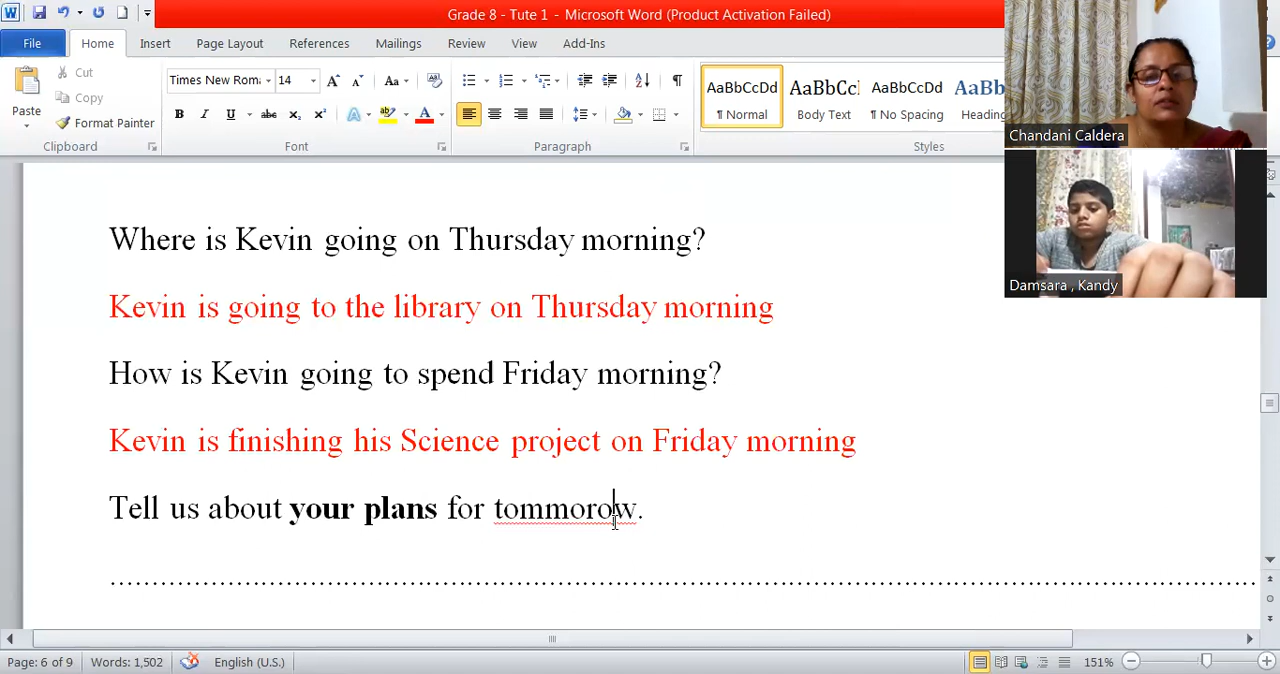 Grade 8 - Tute 1 - Microsoft Word (Product Activation Failed)
File Home Insert Page Layout References Mailings Review View Add-Ins
Paste
Cut
Copy
Format Painter
Clipboard
Times New Roma 14
Font
Paragraph
AaBbCcDd AaBbCcI AaBbCcDd AaBb
¶ Normal Body Text ¶ No Spacing Heading
Styles
Chandani Caldera
Damsara , Kandy
Where is Kevin going on Thursday morning?
Kevin is going to the library on Thursday morning
How is Kevin going to spend Friday morning?
Kevin is finishing his Science project on Friday morning
Tell us about your plans for tommorow.
Page: 6 of 9 Words: 1,502 English (U.S.) 151%